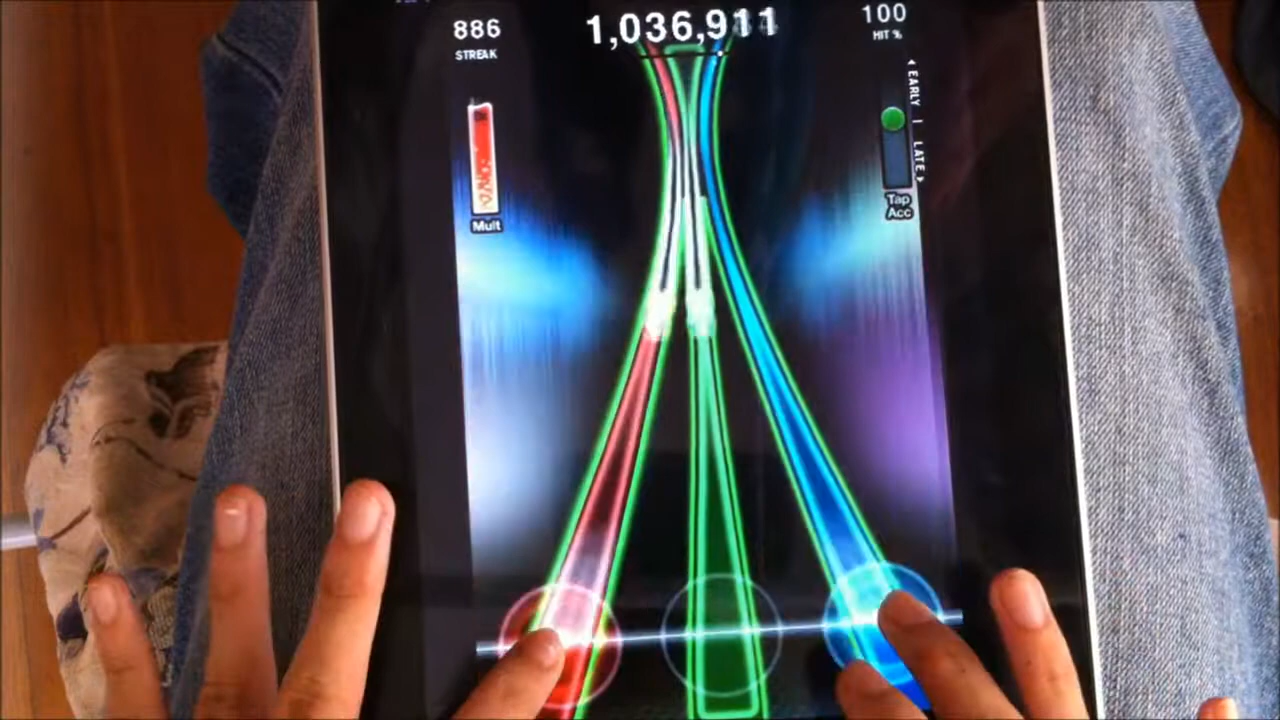 886
STREAK
1,036,911
100
HIT %
EARLY | LATE
Mult
Tap
Acc